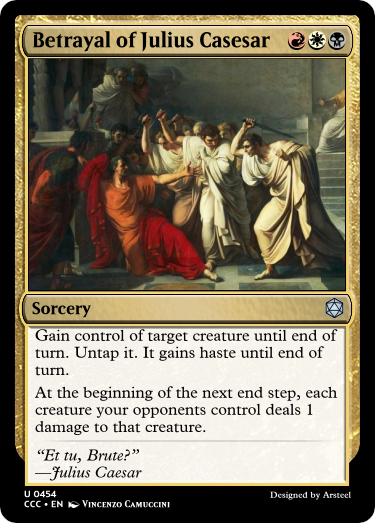 Betrayal of Julius Casesar
Sorcery
Gain control of target creature until end of
turn. Untap it. It gains haste until end of
turn.
At the beginning of the next end step, each
creature your opponents control deals 1
damage to that creature.
“Et tu, Brute?”
—Julius Caesar
U 0454
CCC • EN Vincenzo Camuccini
Designed by Arsteel